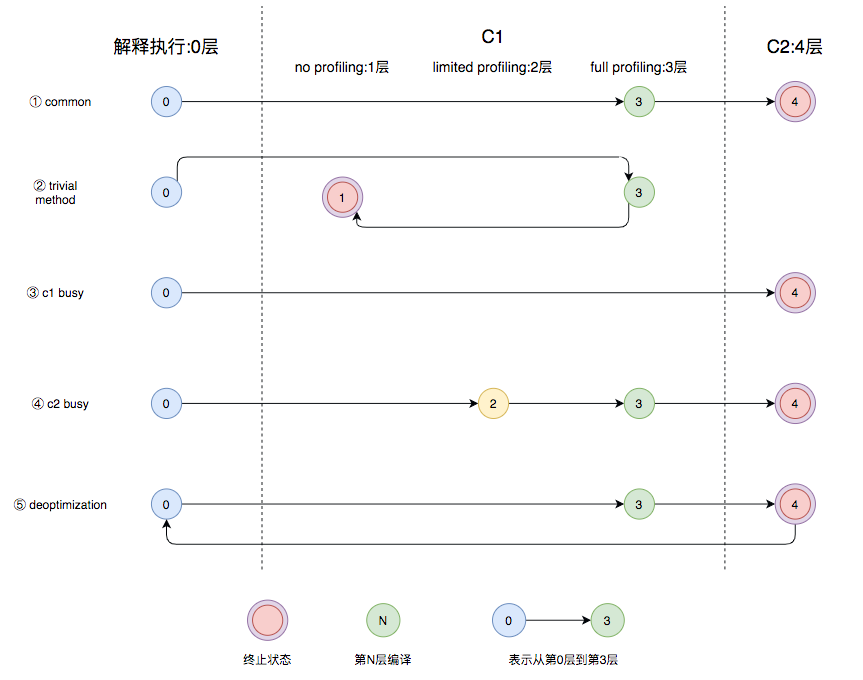 C1
解释执行:0层
C2:4层
no profiling:1层
limited profiling:2层
full profiling:3层
① common
0
3
4
② trivial
method
0
1
3
③ c1 busy
0
4
④ c2 busy
0
2
3
4
⑤ deoptimization
0
3
4
N
0
3
终止状态
第N层编译
表示从第0层到第3层